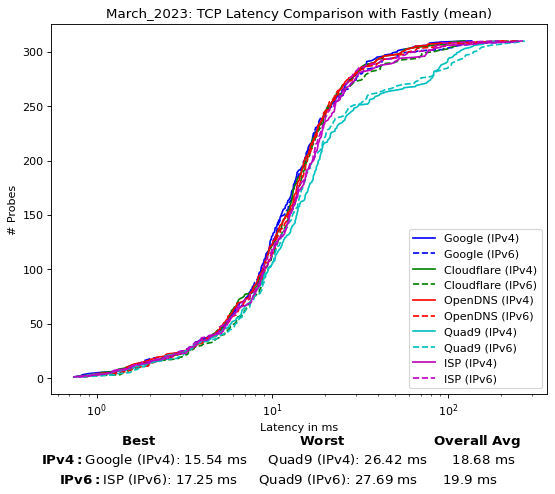 March_2023: TCP Latency Comparison with Fastly (mean)
300
250
200
150
100
50
0
# Probes
Google (IPv4)
Google (IPv6)
Cloudflare (IPv4)
Cloudflare (IPv6)
OpenDNS (IPv4)
OpenDNS (IPv6)
Quad9 (IPv4)
Quad9 (IPv6)
ISP (IPv4)
ISP (IPv6)
10⁰ 10¹ 10²
Latency in ms
Best Worst Overall Avg
IPv4: Google (IPv4): 15.54 ms Quad9 (IPv4): 26.42 ms 18.68 ms
IPv6: ISP (IPv6): 17.25 ms Quad9 (IPv6): 27.69 ms 19.9 ms